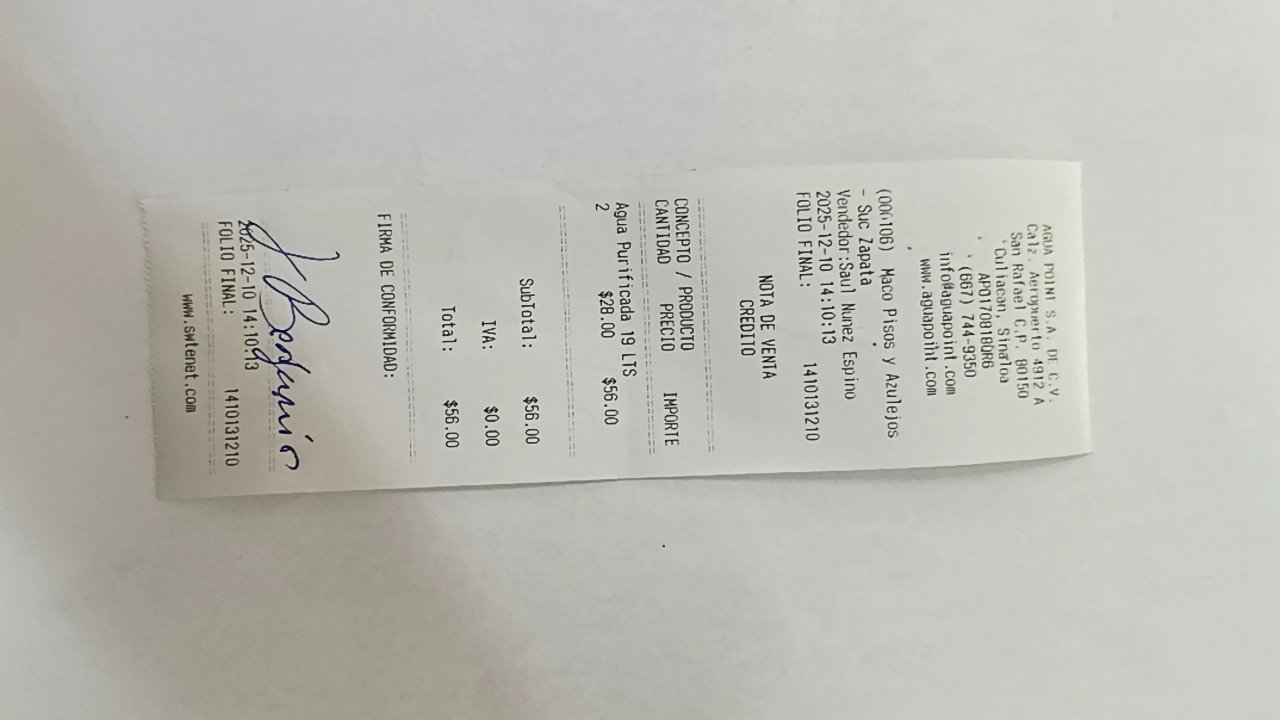 AGUA POINT S.A. DE C.V.
Calz. Aeropuerto 4912 A
San Rafael C.P. 80150
Culiacan, Sinaloa
APO170818QR6
(667) 744-9350
info@aguapoint.com
www.aguapoint.com
(006106) Maco Pisos y Azulejos
- Suc Zapata
Vendedor:Saul Nunez Espino
2025-12-10 14:10:13 1410131210
FOLIO FINAL:
NOTA DE VENTA
CREDITO
CONCEPTO / PRODUCTO
CANTIDAD PRECIO IMPORTE
Agua Purificada 19 LTS
2 $28.00 $56.00
SubTotal: $56.00
IVA: $0.00
Total: $56.00
FIRMA DE CONFORMIDAD:
2025-12-10 14:10:13 1410131210
FOLIO FINAL:
www.swtenet.com